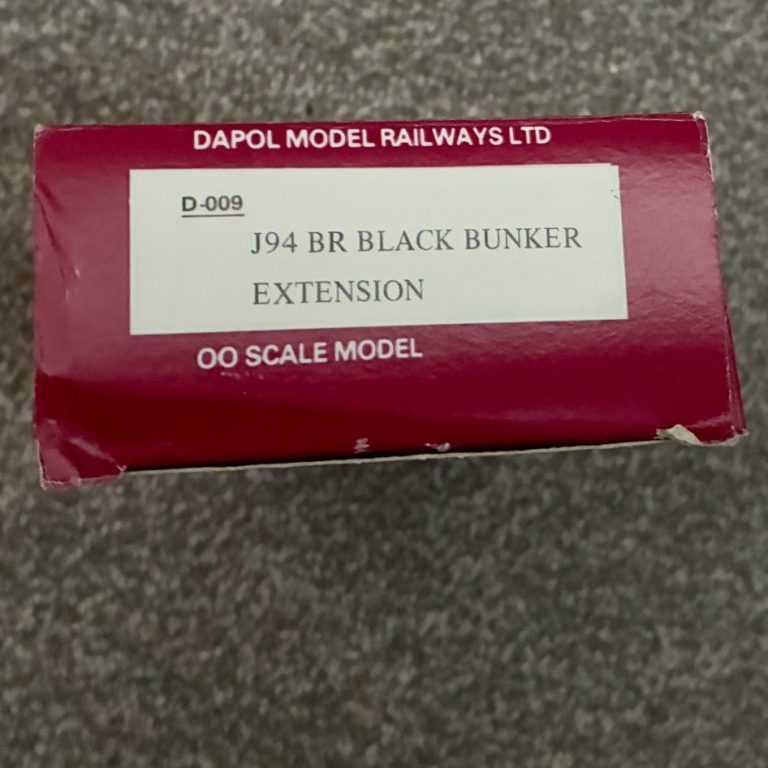 DAPOL MODEL RAILWAYS LTD
D-009
J94 BR BLACK BUNKER
EXTENSION
OO SCALE MODEL